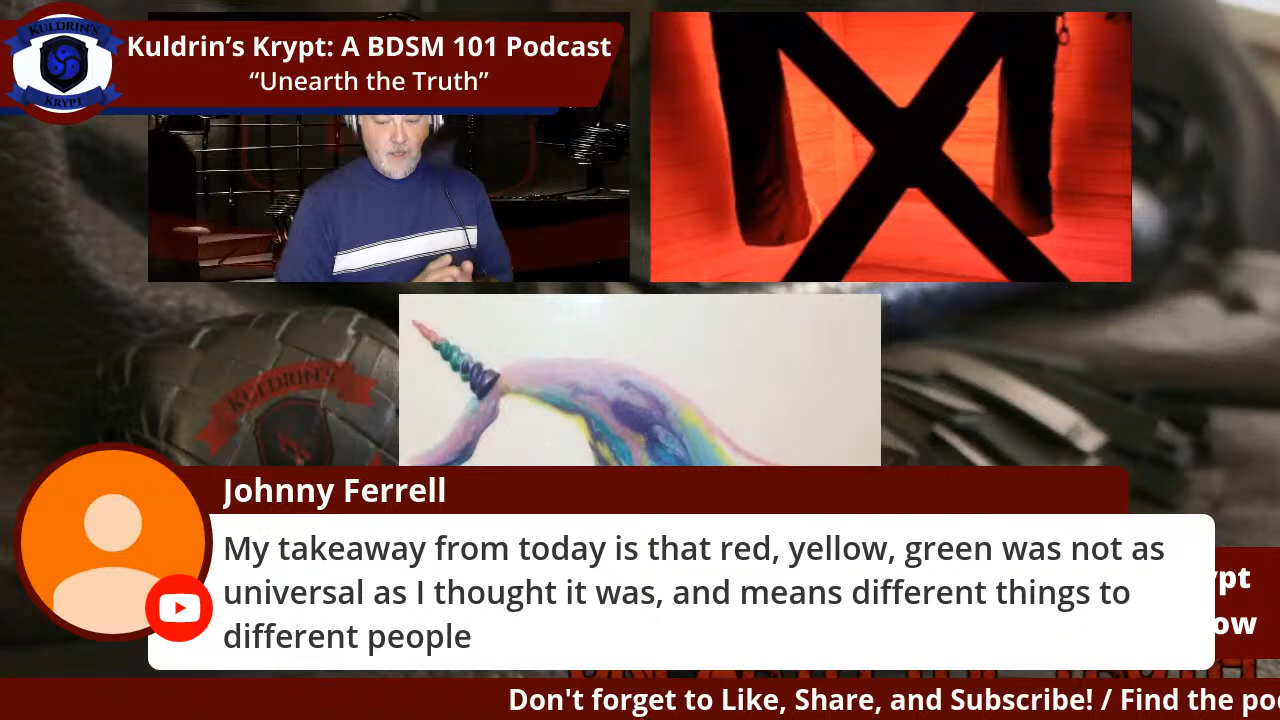 KULDRIN'S
KRYPT
Kuldrin’s Krypt: A BDSM 101 Podcast
“Unearth the Truth”
KULDRIN'S
Johnny Ferrell
My takeaway from today is that red, yellow, green was not as
universal as I thought it was, and means different things to
different people
ypt
ow
Don't forget to Like, Share, and Subscribe! / Find the po